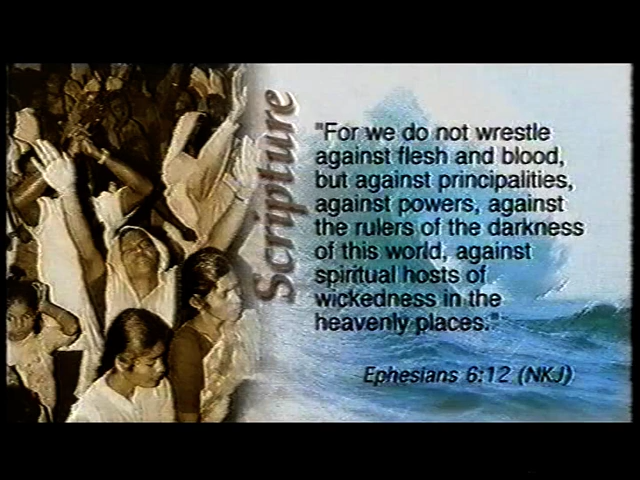 Scripture
"For we do not wrestle
against flesh and blood,
but against principalities,
against powers, against
the rulers of the darkness
of this world, against
spiritual hosts of
wickedness in the
heavenly places."
Ephesians 6:12 (NKJ)